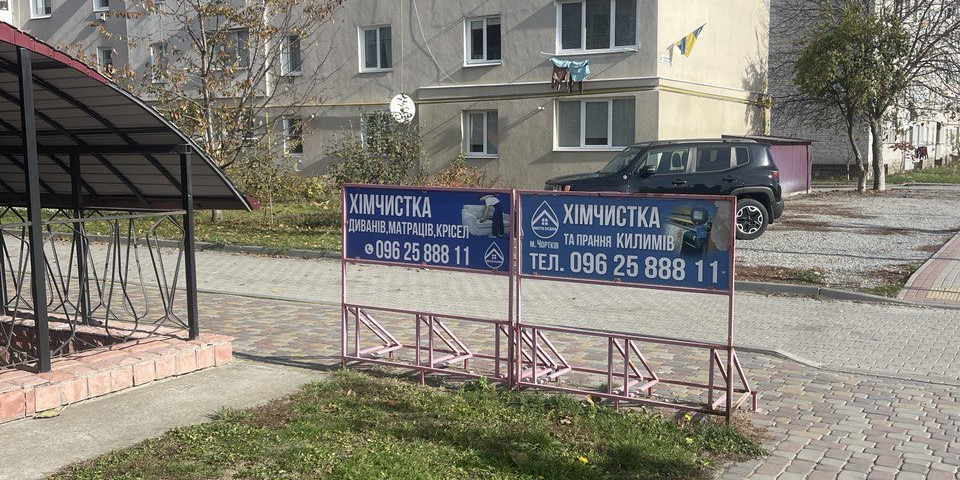 ХІМЧИСТКА
ДИВАНІВ,МАТРАЦІВ,КРІСЕЛ
096 25 888 11
ХІМЧИСТКА
м. Чортків
ТА ПРАННЯ КИЛИМІВ
ТЕЛ. 096 25 888 11